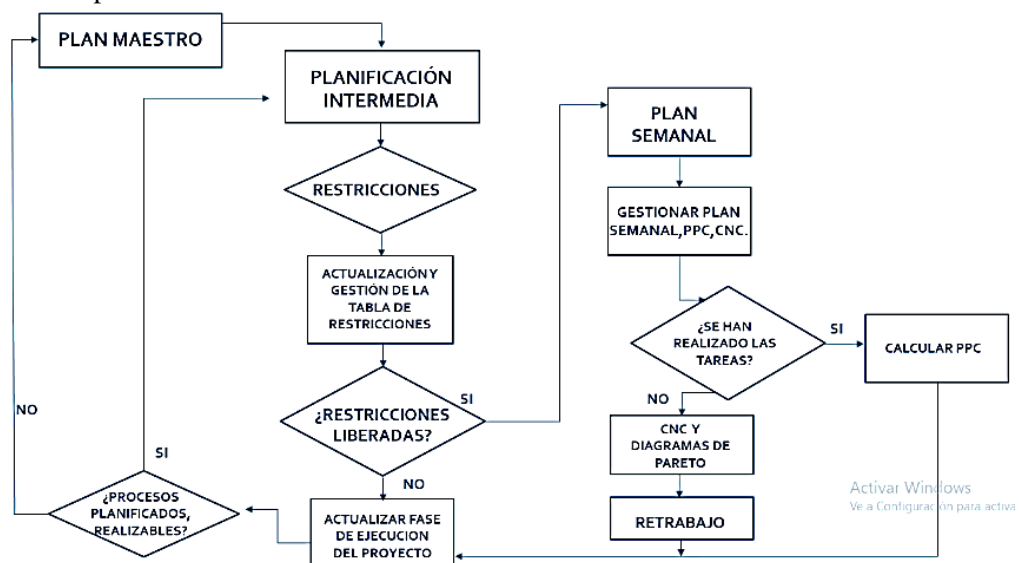 PLAN MAESTRO
PLANIFICACIÓN
INTERMEDIA
RESTRICCIONES
ACTUALIZACIÓN Y
GESTIÓN DE LA
TABLA DE
RESTRICCIONES
¿RESTRICCIONES
LIBERADAS?
SI
NO
ACTUALIZAR FASE
DE EJECUCION
DEL PROYECTO
¿PROCESOS
PLANIFICADOS,
REALIZABLES?
SI
NO
PLAN
SEMANAL
GESTIONAR PLAN
SEMANAL,PPC,CNC.
¿SE HAN
REALIZADO LAS
TAREAS?
SI
CALCULAR PPC
NO
CNC Y
DIAGRAMAS DE
PARETO
RETRABAJO
Activar Windows
Ve a Configuración para activa